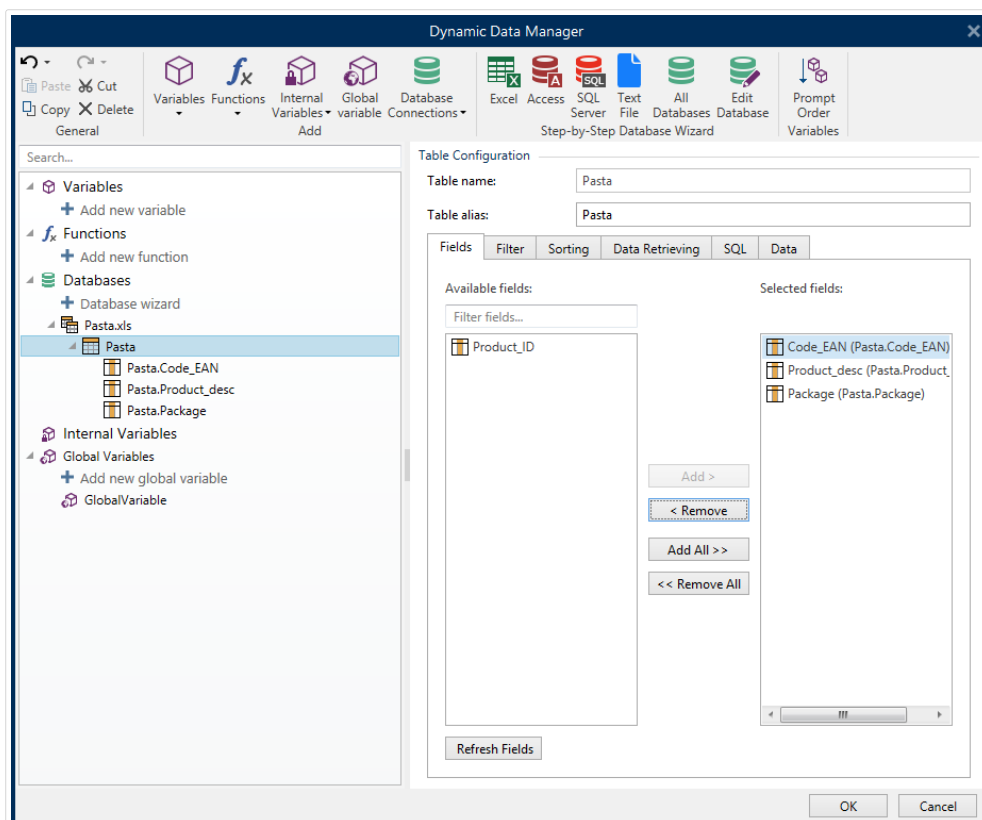 Dynamic Data Manager
Paste Cut
Copy Delete
General
Variables Functions Internal Variables Global variable Database Connections
Add
Excel Access SQL Server Text File All Databases Edit Database
Step-by-Step Database Wizard
Prompt Order
Variables
Search...
Variables
Add new variable
Functions
Add new function
Databases
Database wizard
Pasta.xls
Pasta
Pasta.Code_EAN
Pasta.Product_desc
Pasta.Package
Internal Variables
Global Variables
Add new global variable
GlobalVariable
Table Configuration
Table name: Pasta
Table alias: Pasta
Fields Filter Sorting Data Retrieving SQL Data
Available fields:
Filter fields...
Product_ID
Add >
< Remove
Add All >>
<< Remove All
Selected fields:
Code_EAN (Pasta.Code_EAN)
Product_desc (Pasta.Product_
Package (Pasta.Package)
Refresh Fields
OK Cancel